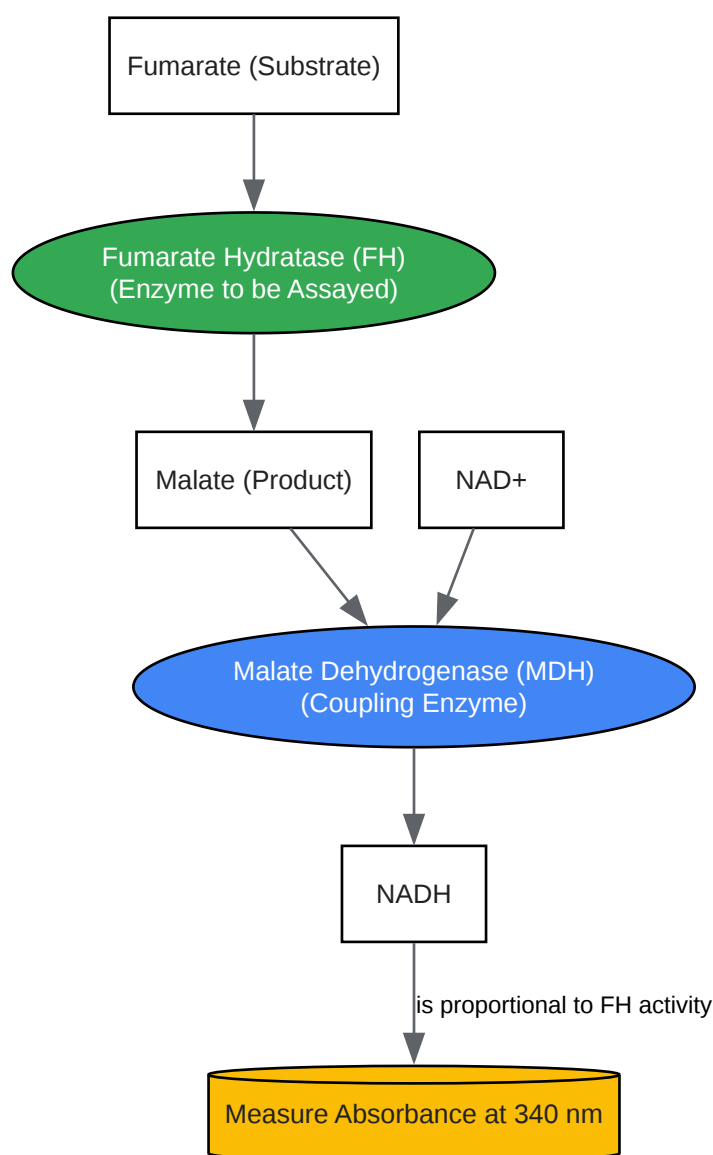 Fumarate (Substrate)
Fumarate Hydratase (FH)
(Enzyme to be Assayed)
Malate (Product)
NAD+
Malate Dehydrogenase (MDH)
(Coupling Enzyme)
NADH
is proportional to FH activity
Measure Absorbance at 340 nm